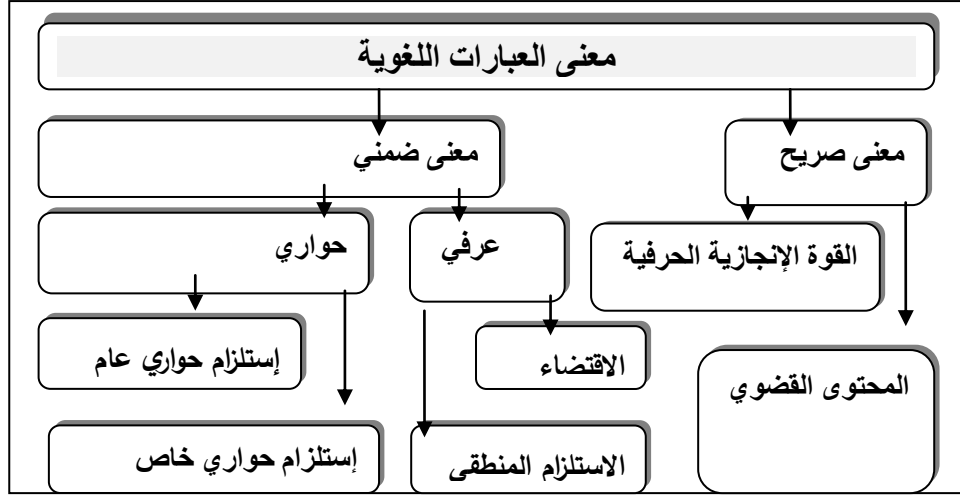 معنى العبارات اللغوية
معنى صريح
معنى ضمني
القوة الإنجازية الحرفية
عرفي
حواري
المحتوى القضوي
الاقتضاء
إستلزام حواري عام
الاستلزام المنطقى
إستلزام حواري خاص